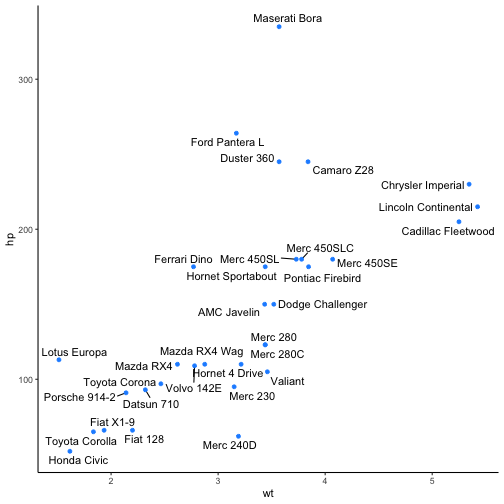 Maserati Bora
300
Ford Pantera L
Duster 360
Camaro Z28
Chrysler Imperial
Lincoln Continental
200
Cadillac Fleetwood
Merc 450SLC
Ferrari Dino
Merc 450SL
Merc 450SE
Hornet Sportabout
Pontiac Firebird
AMC Javelin
Dodge Challenger
Merc 280
Lotus Europa
Mazda RX4 Wag
Merc 280C
Mazda RX4
Hornet 4 Drive
100
Toyota Corona
Volvo 142E
Valiant
Porsche 914-2
Datsun 710
Merc 230
Fiat X1-9
Toyota Corolla
Fiat 128
Merc 240D
Honda Civic
hp
2
3
4
5
wt